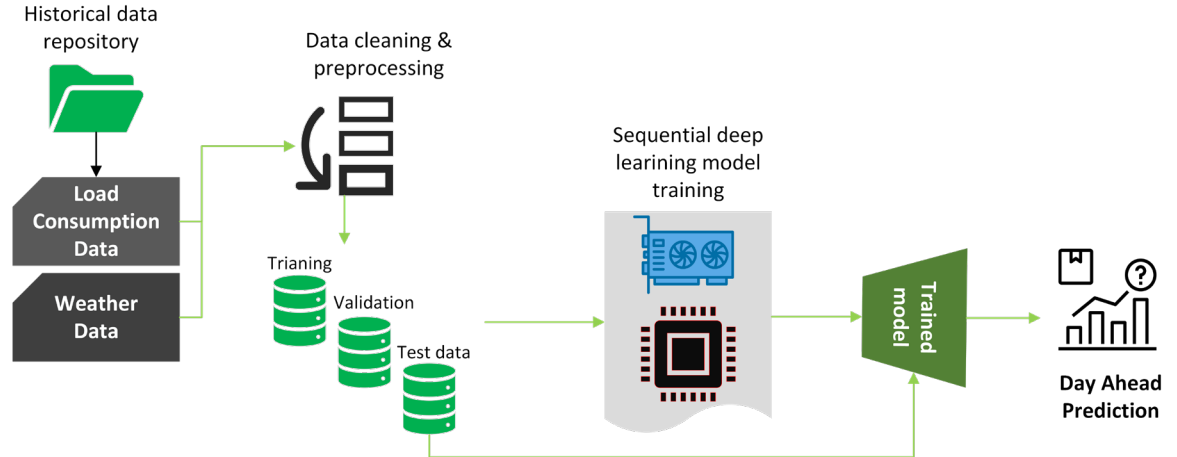 Historical data
repository
Data cleaning &
preprocessing
Load
Consumption
Data
Weather
Data
Trianing
Validation
Test data
Sequential deep
learining model
training
Trained
model
?
Day Ahead
Prediction